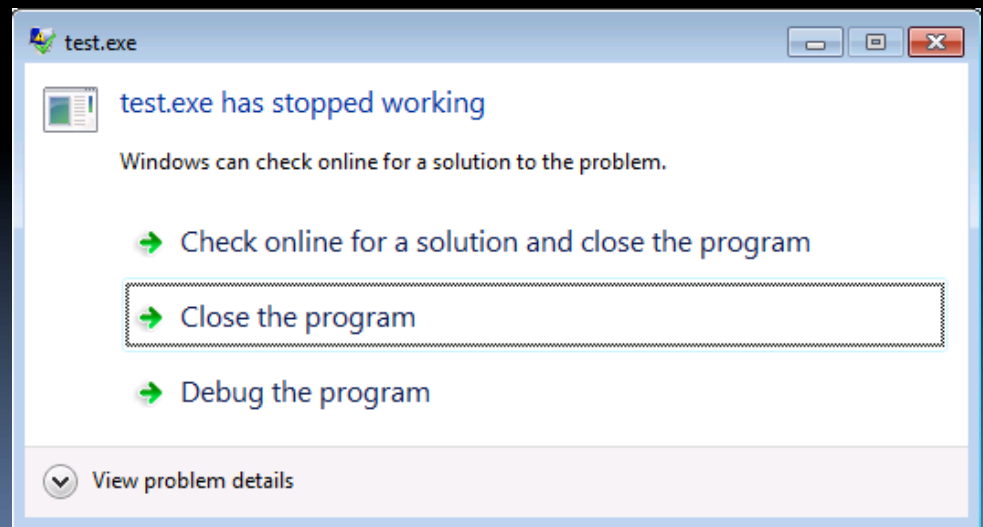 test.exe
test.exe has stopped working
Windows can check online for a solution to the problem.
Check online for a solution and close the program
Close the program
Debug the program
View problem details